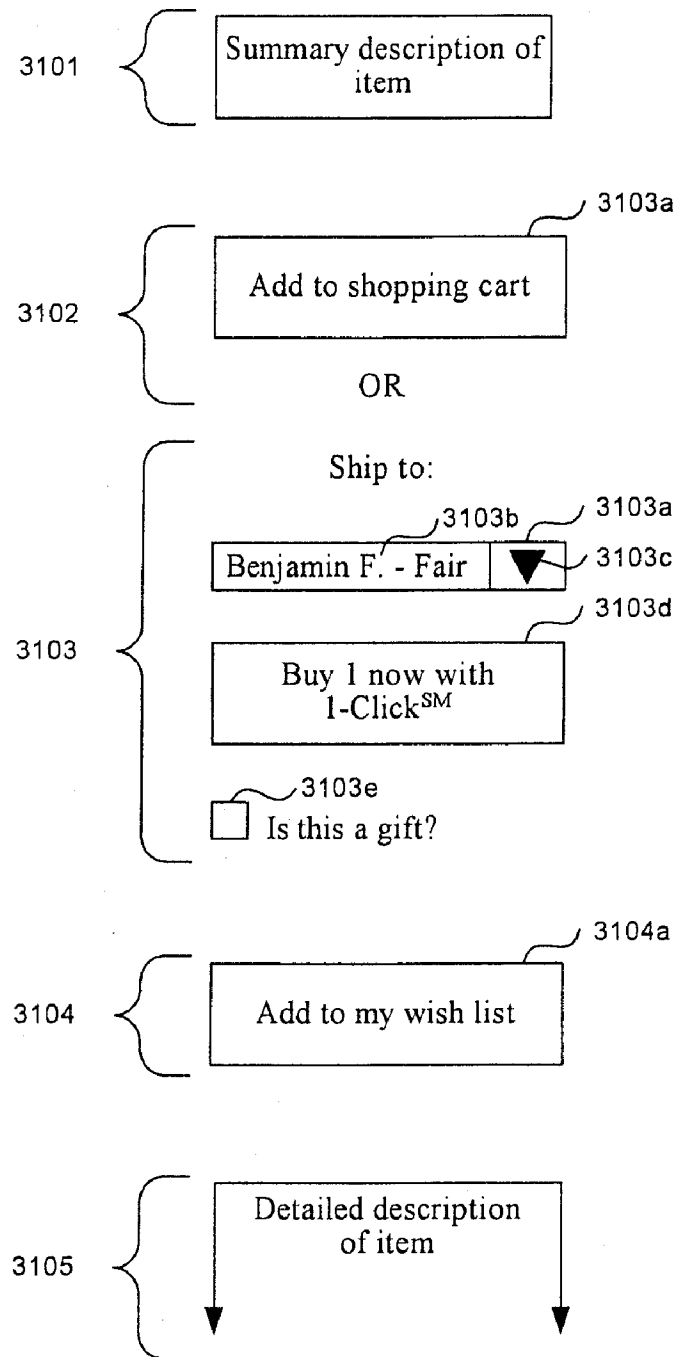 3101
Summary description of
item
3103a
3102
Add to shopping cart
OR
3103
Ship to:
3103b
3103a
Benjamin F. - Fair
3103c
3103d
Buy 1 now with
1-Click℠
3103e
Is this a gift?
3104a
3104
Add to my wish list
3105
Detailed description
of item